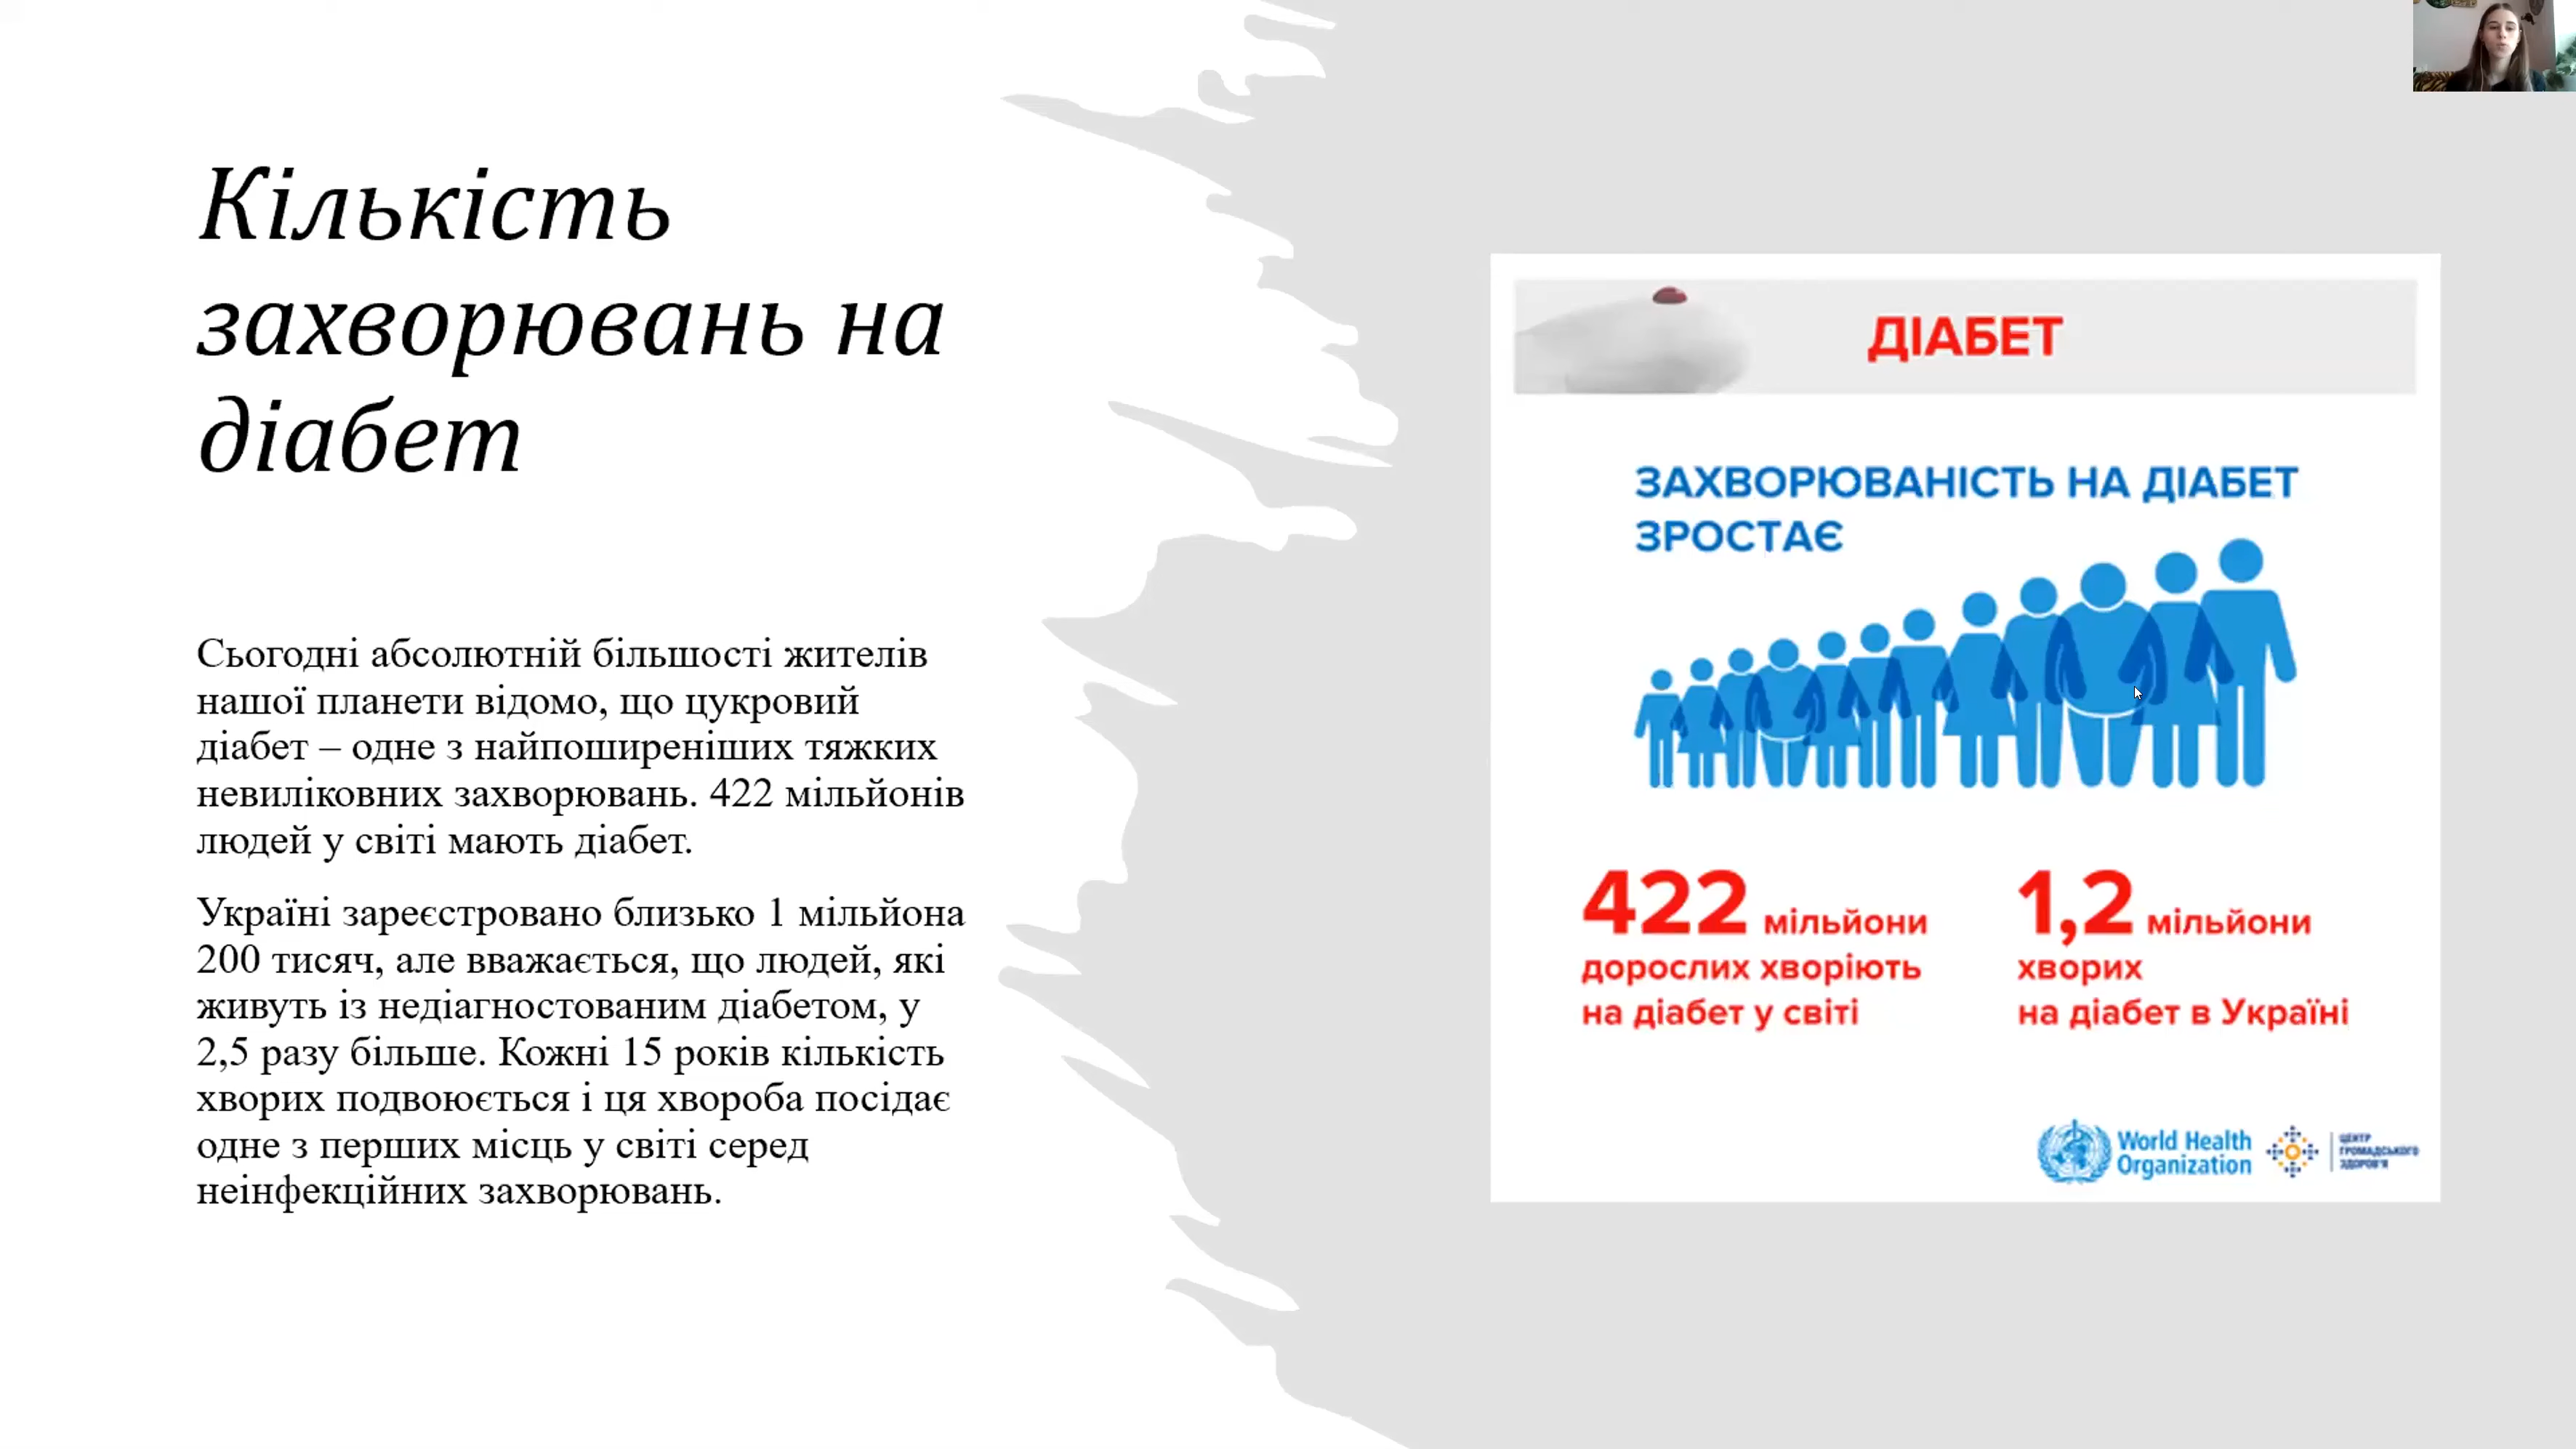 Кількість
захворювань на
діабет
Сьогодні абсолютній більшості жителів
нашої планети відомо, що цукровий
діабет – одне з найпоширеніших тяжких
невиліковних захворювань. 422 мільйонів
людей у світі мають діабет.
Україні зареєстровано близько 1 мільйона
200 тисяч, але вважається, що людей, які
живуть із недіагностованим діабетом, у
2,5 разу більше. Кожні 15 років кількість
хворих подвоюється і ця хвороба посідає
одне з перших місць у світі серед
неінфекційних захворювань.
ДІАБЕТ
ЗАХВОРЮВАНІСТЬ НА ДІАБЕТ
ЗРОСТАЄ
422 мільйони
дорослих хворіють
на діабет у світі
1,2 мільйони
хворих
на діабет в Україні
World Health
Organization
ЦЕНТР
ГРОМАДСЬКОГО
ЗДОРОВ'Я